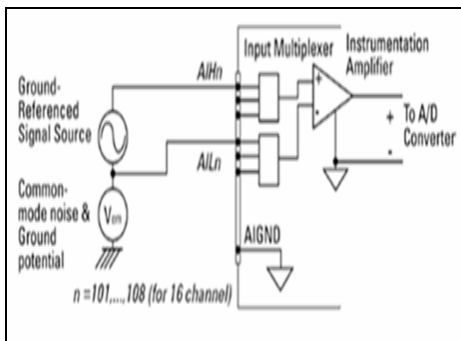 Input Multiplexer
Instrumentation
Amplifier
AIHn
Ground-
Referenced
Signal Source
+
-
+
To A/D
Converter
-
AILn
Common-
mode noise &
Ground
potential
Vcm
AIGND
n =101,...,108 (for 16 channel)